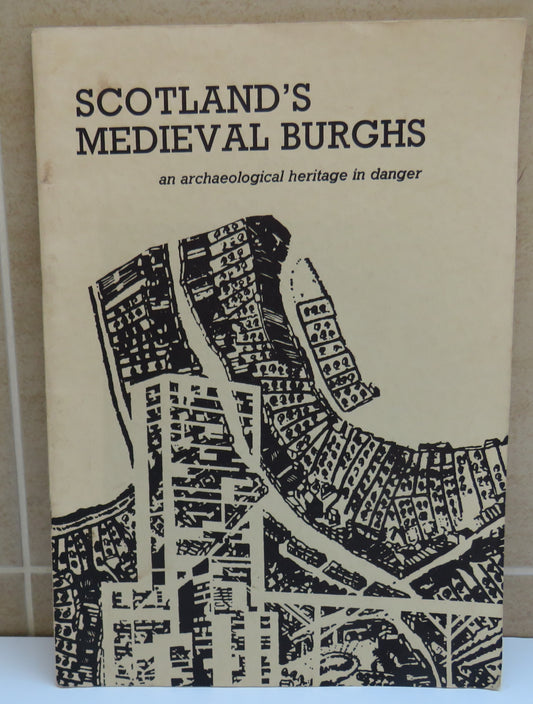 SCOTLAND'S
MEDIEVAL BURGHS
an archaeological heritage in danger